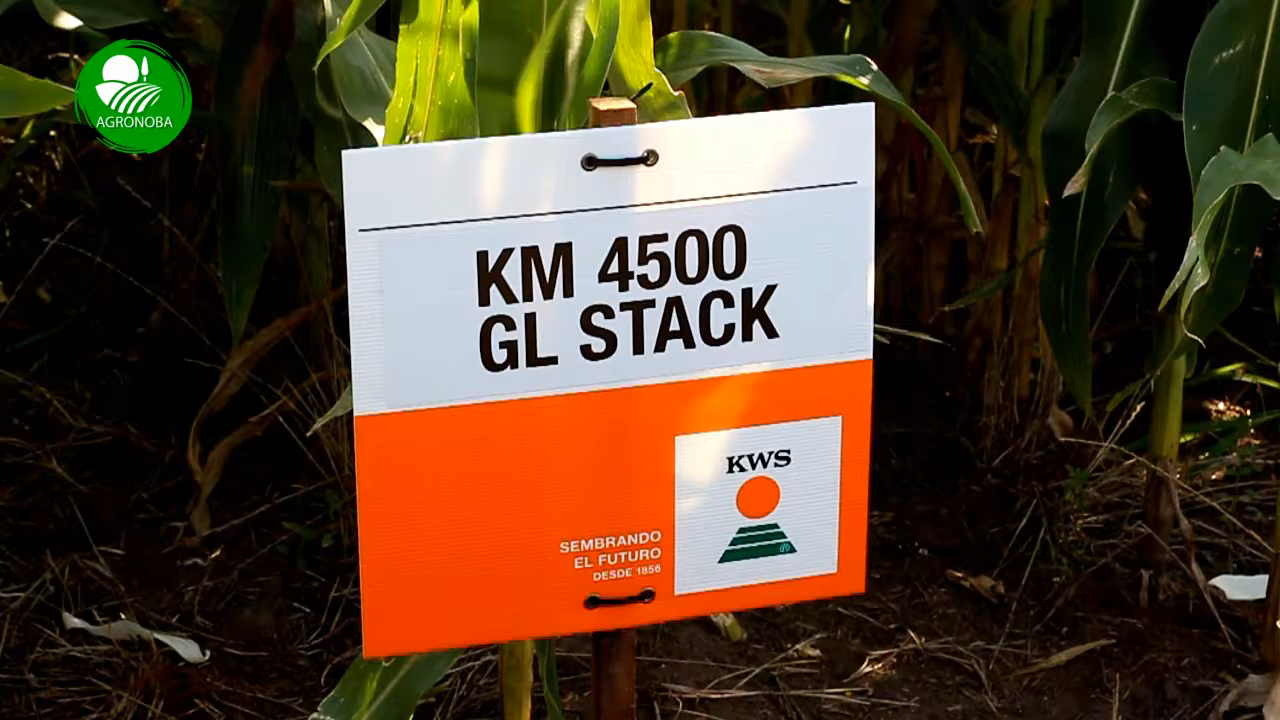 AGRONOBA
KM 4500
GL STACK
KWS
SEMBRANDO
EL FUTURO
DESDE 1856